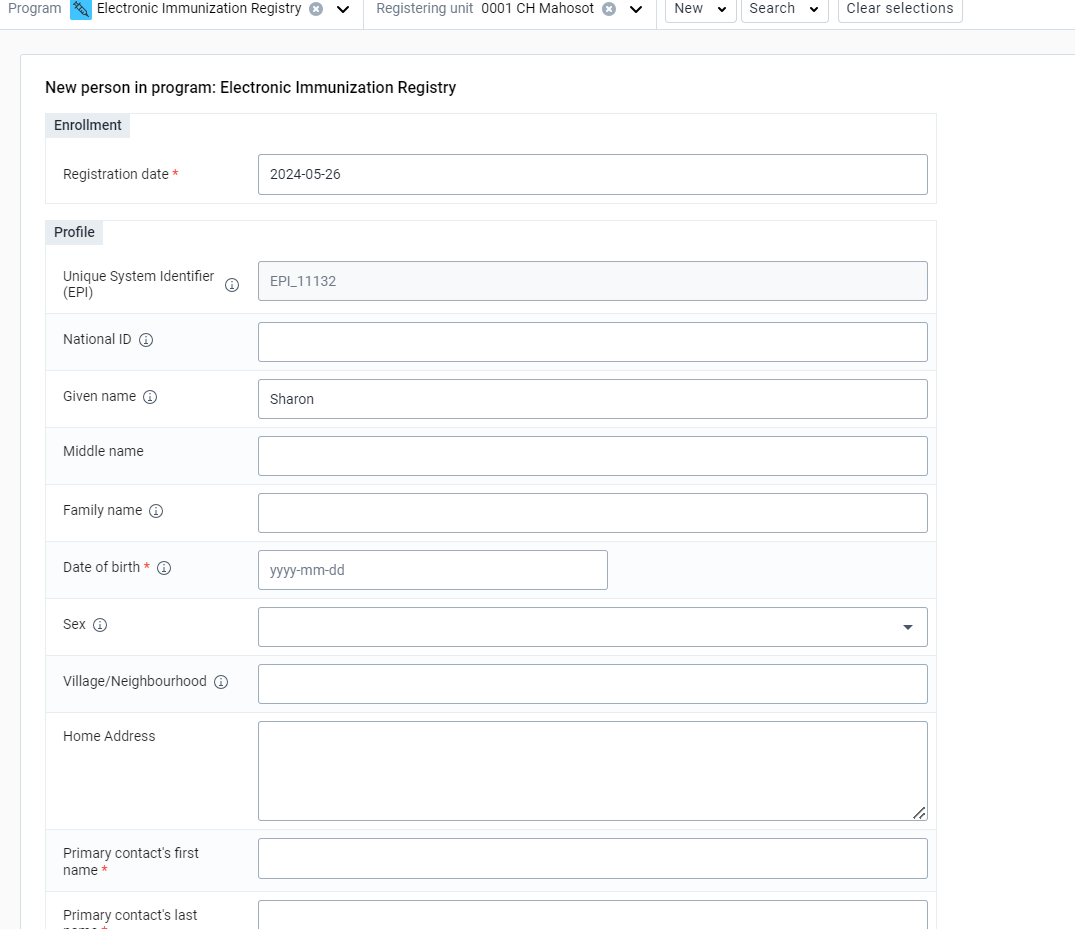 Program Electronic Immunization Registry Registering unit 0001 CH Mahosot New Search Clear selections
New person in program: Electronic Immunization Registry
Enrollment
Registration date * 2024-05-26
Profile
Unique System Identifier
(EPI) EPI_11132
National ID
Given name Sharon
Middle name
Family name
Date of birth * yyyy-mm-dd
Sex
Village/Neighbourhood
Home Address
Primary contact's first
name *
Primary contact's last
name *